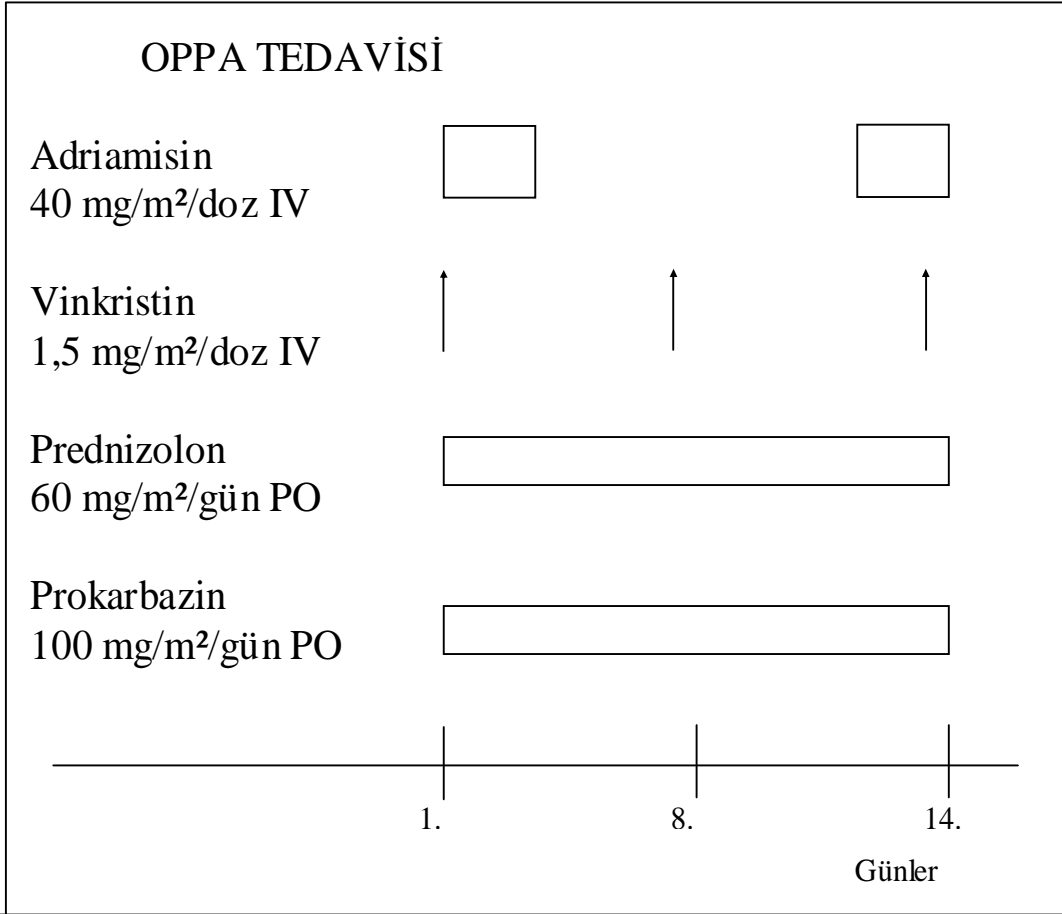 OPPA TEDAVİSİ
Adriamisin
40 mg/m²/doz IV
Vinkristin
1,5 mg/m²/doz IV
Prednizolon
60 mg/m²/gün PO
Prokarbazin
100 mg/m²/gün PO
1. 8. 14.
Günler